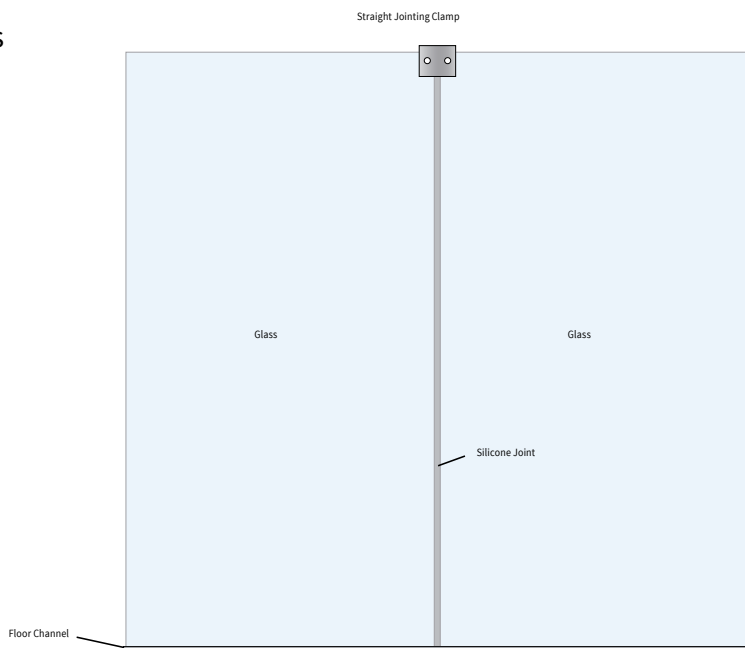 Straight Jointing Clamp
s
Glass
Glass
Silicone Joint
Floor Channel